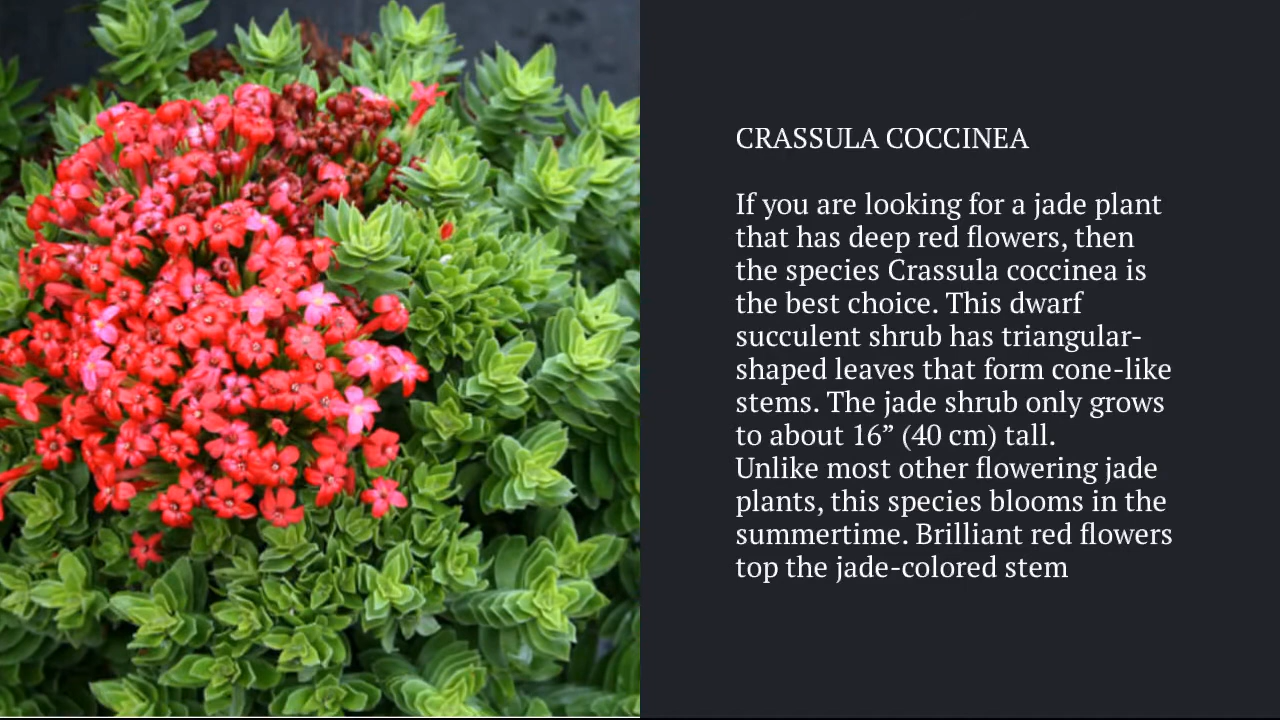 CRASSULA COCCINEA
If you are looking for a jade plant
that has deep red flowers, then
the species Crassula coccinea is
the best choice. This dwarf
succulent shrub has triangular-
shaped leaves that form cone-like
stems. The jade shrub only grows
to about 16” (40 cm) tall.
Unlike most other flowering jade
plants, this species blooms in the
summertime. Brilliant red flowers
top the jade-colored stem